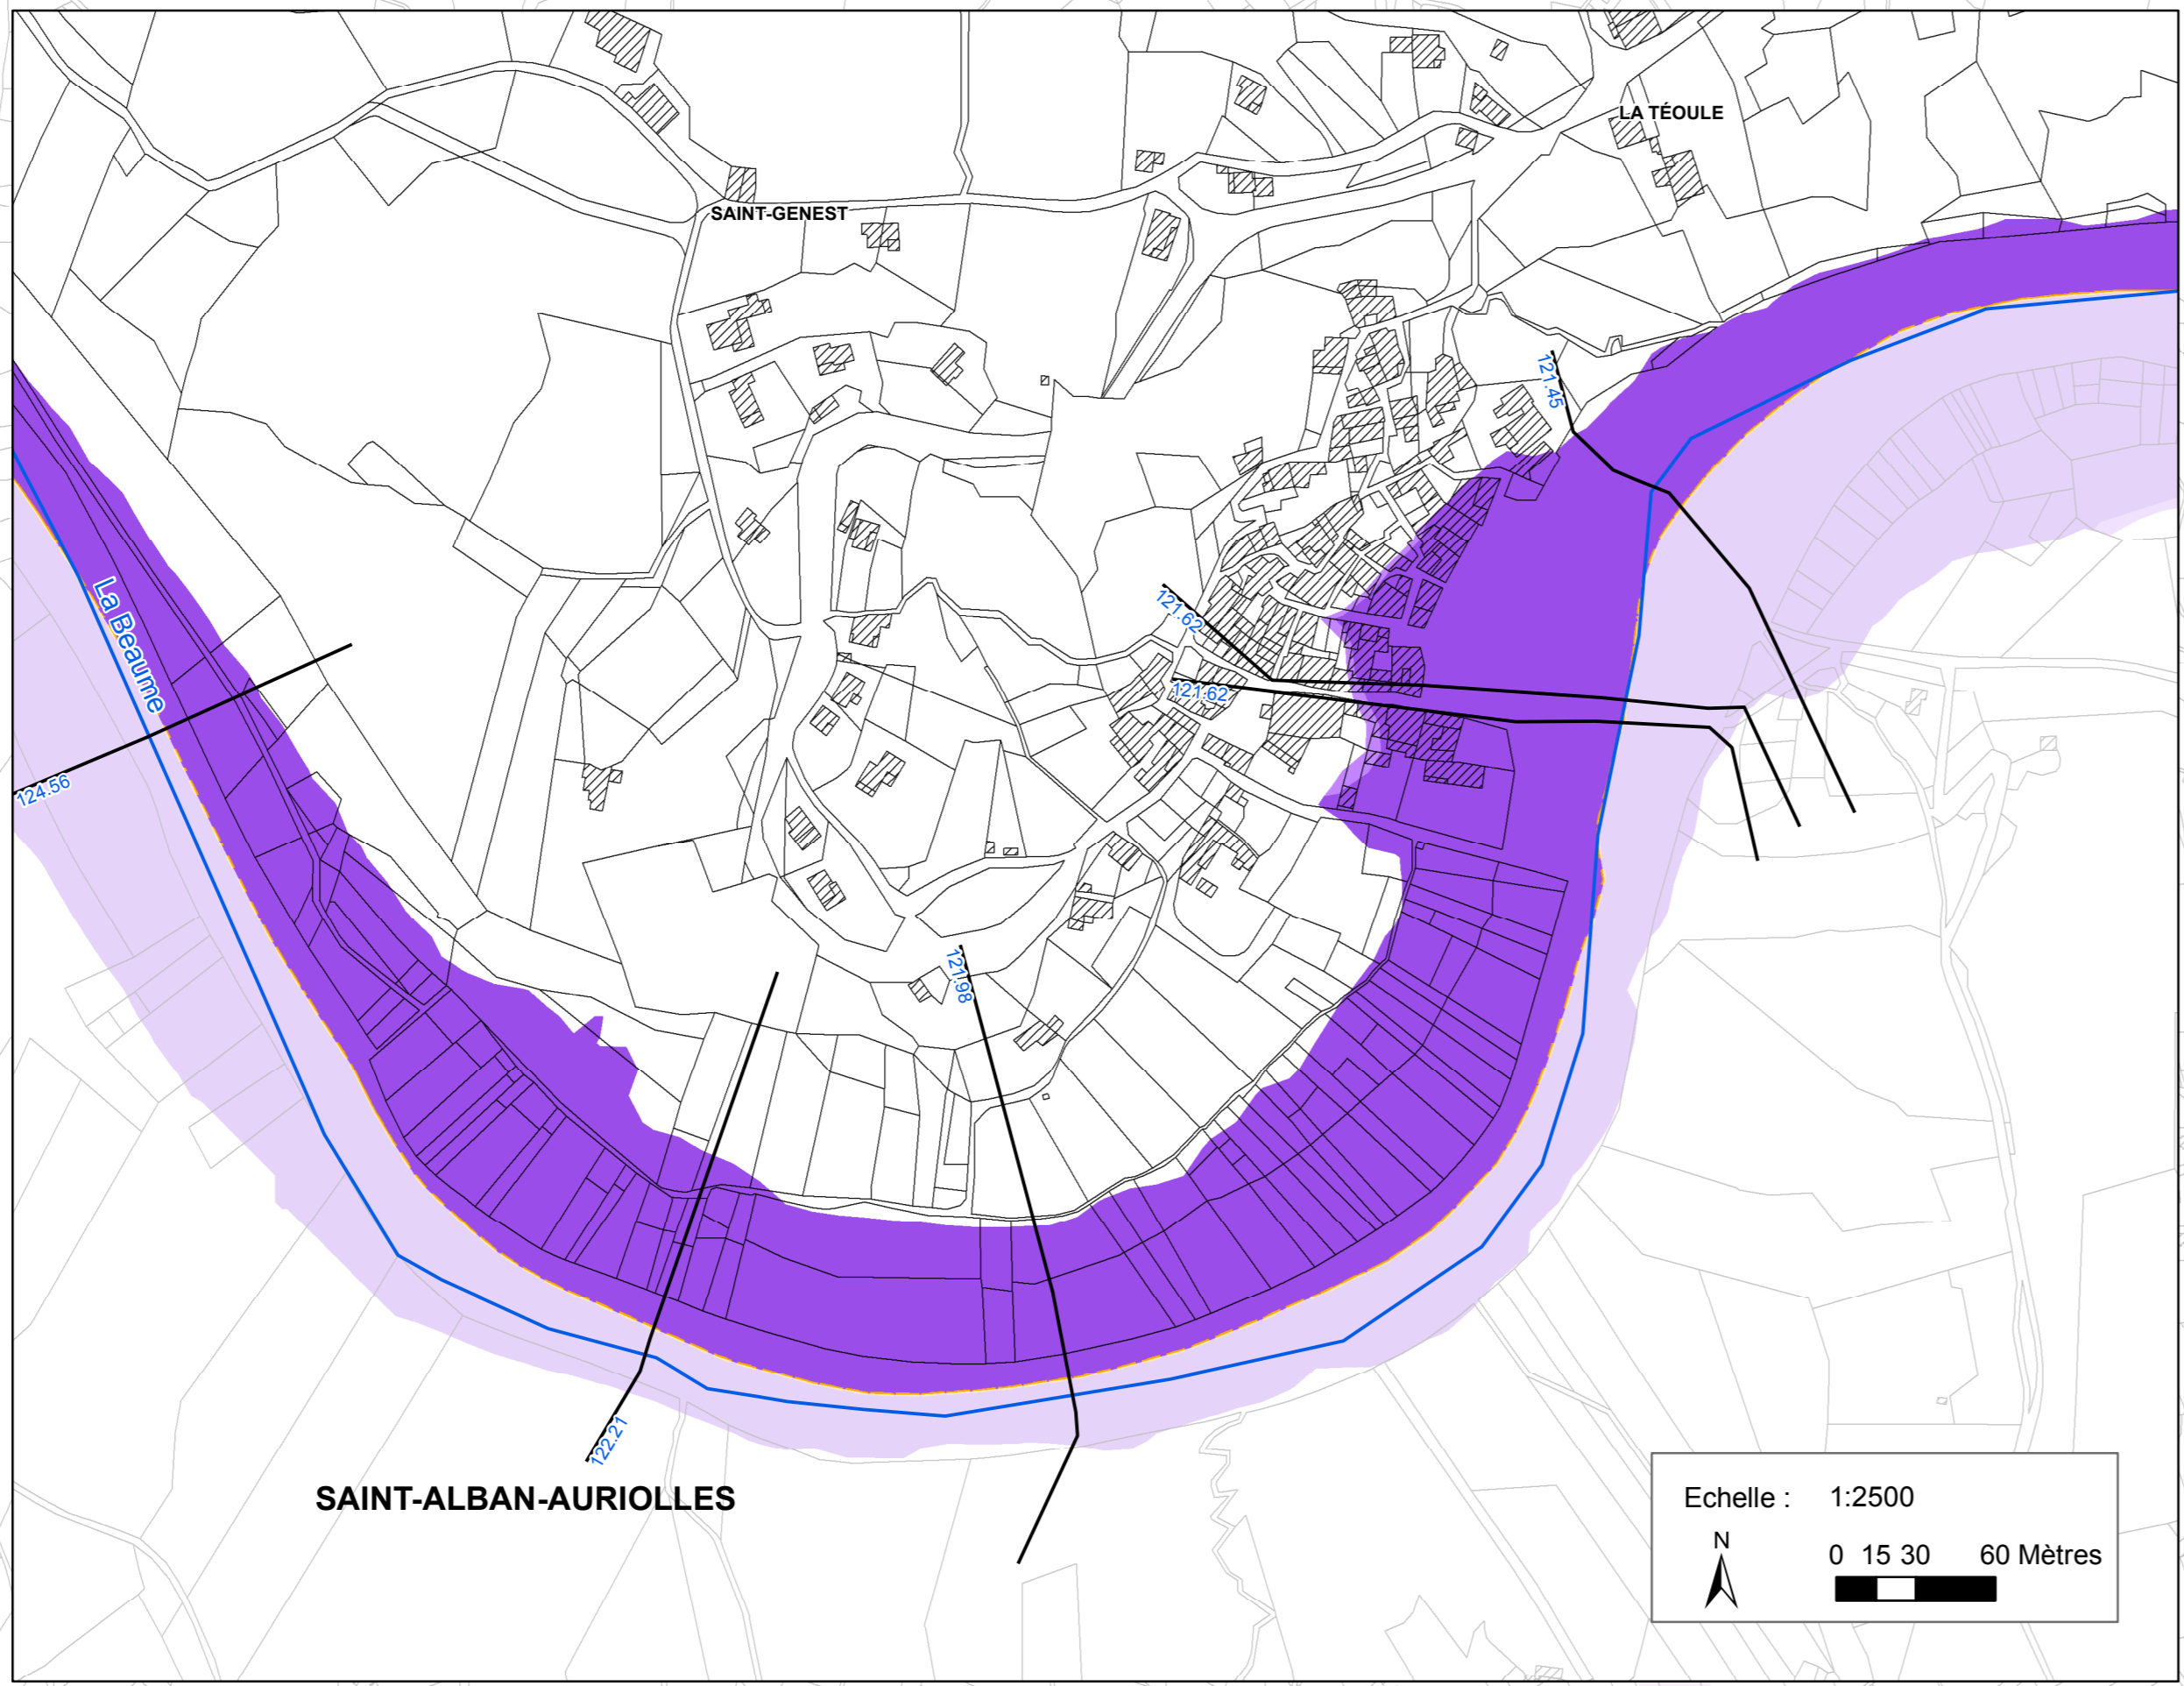 LA TÉOULE
SAINT-GENEST
121.45
La Beaume
121.62
121.62
124.56
121.98
122.21
SAINT-ALBAN-AURIOLLES
Echelle : 1:2500
N
0 15 30 60 Mètres